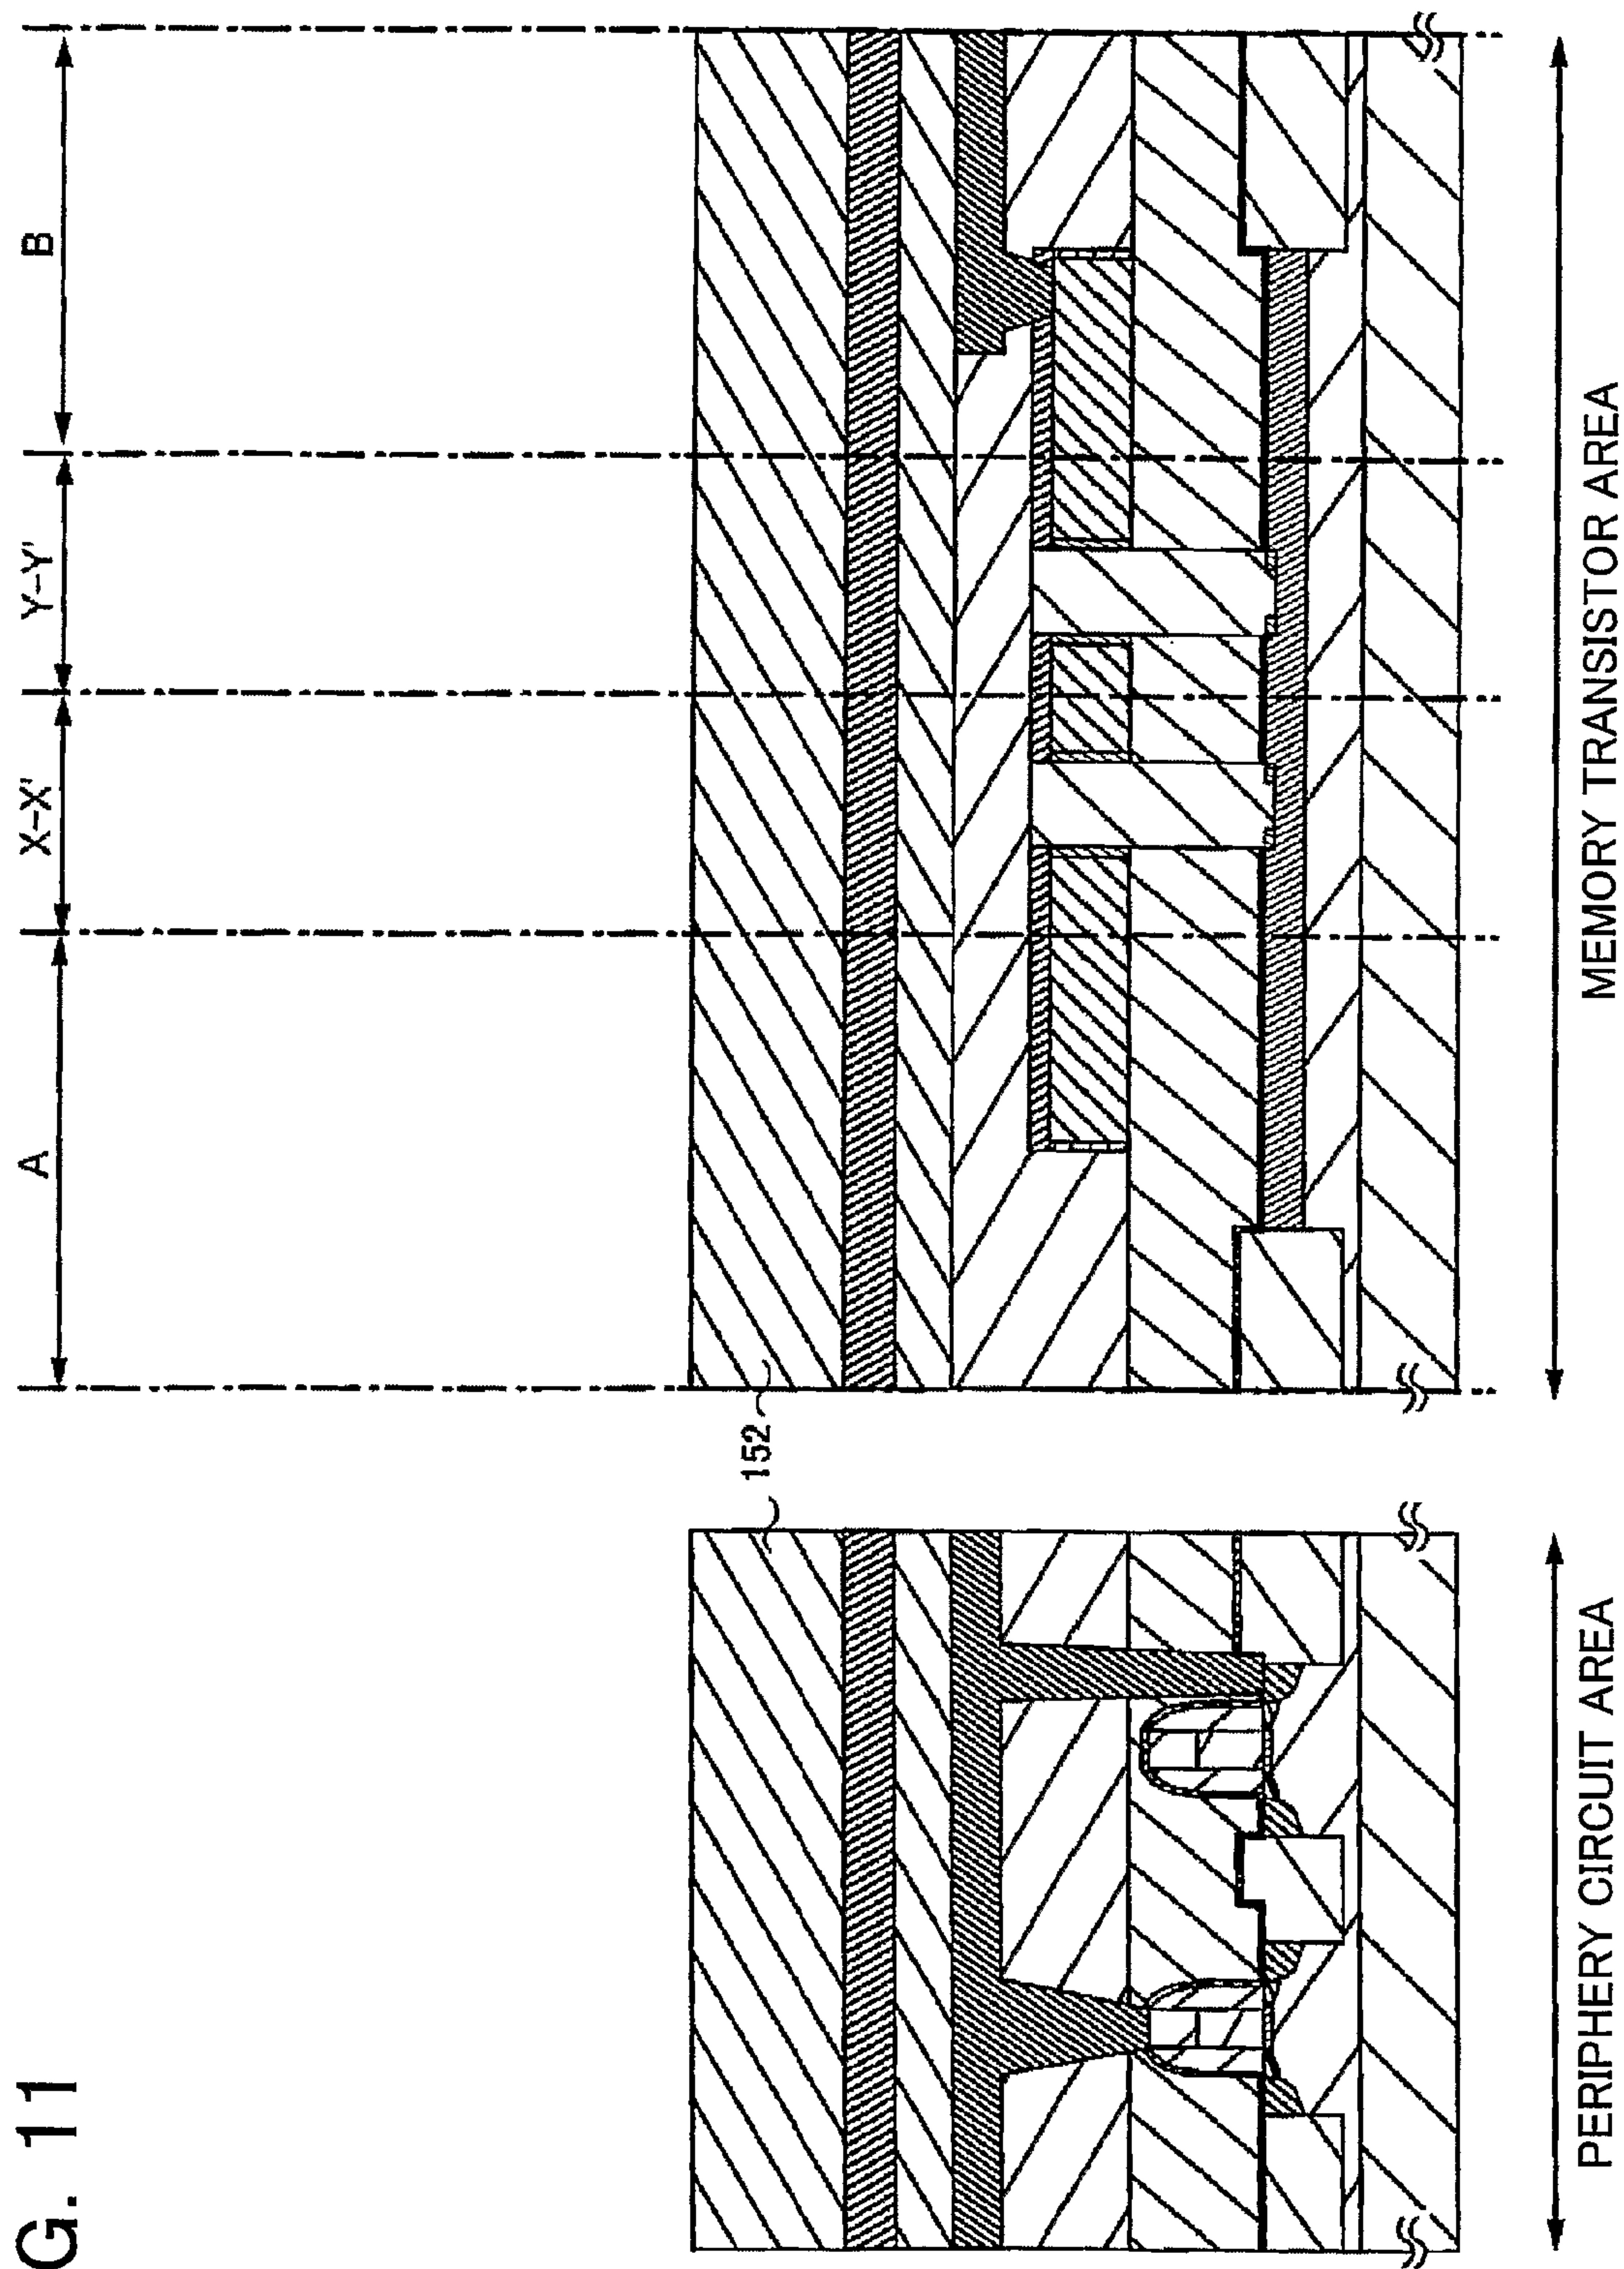 G. 11
A
X-X'
Y-Y'
B
152
PERIPHERY CIRCUIT AREA
MEMORY TRANSISTOR AREA